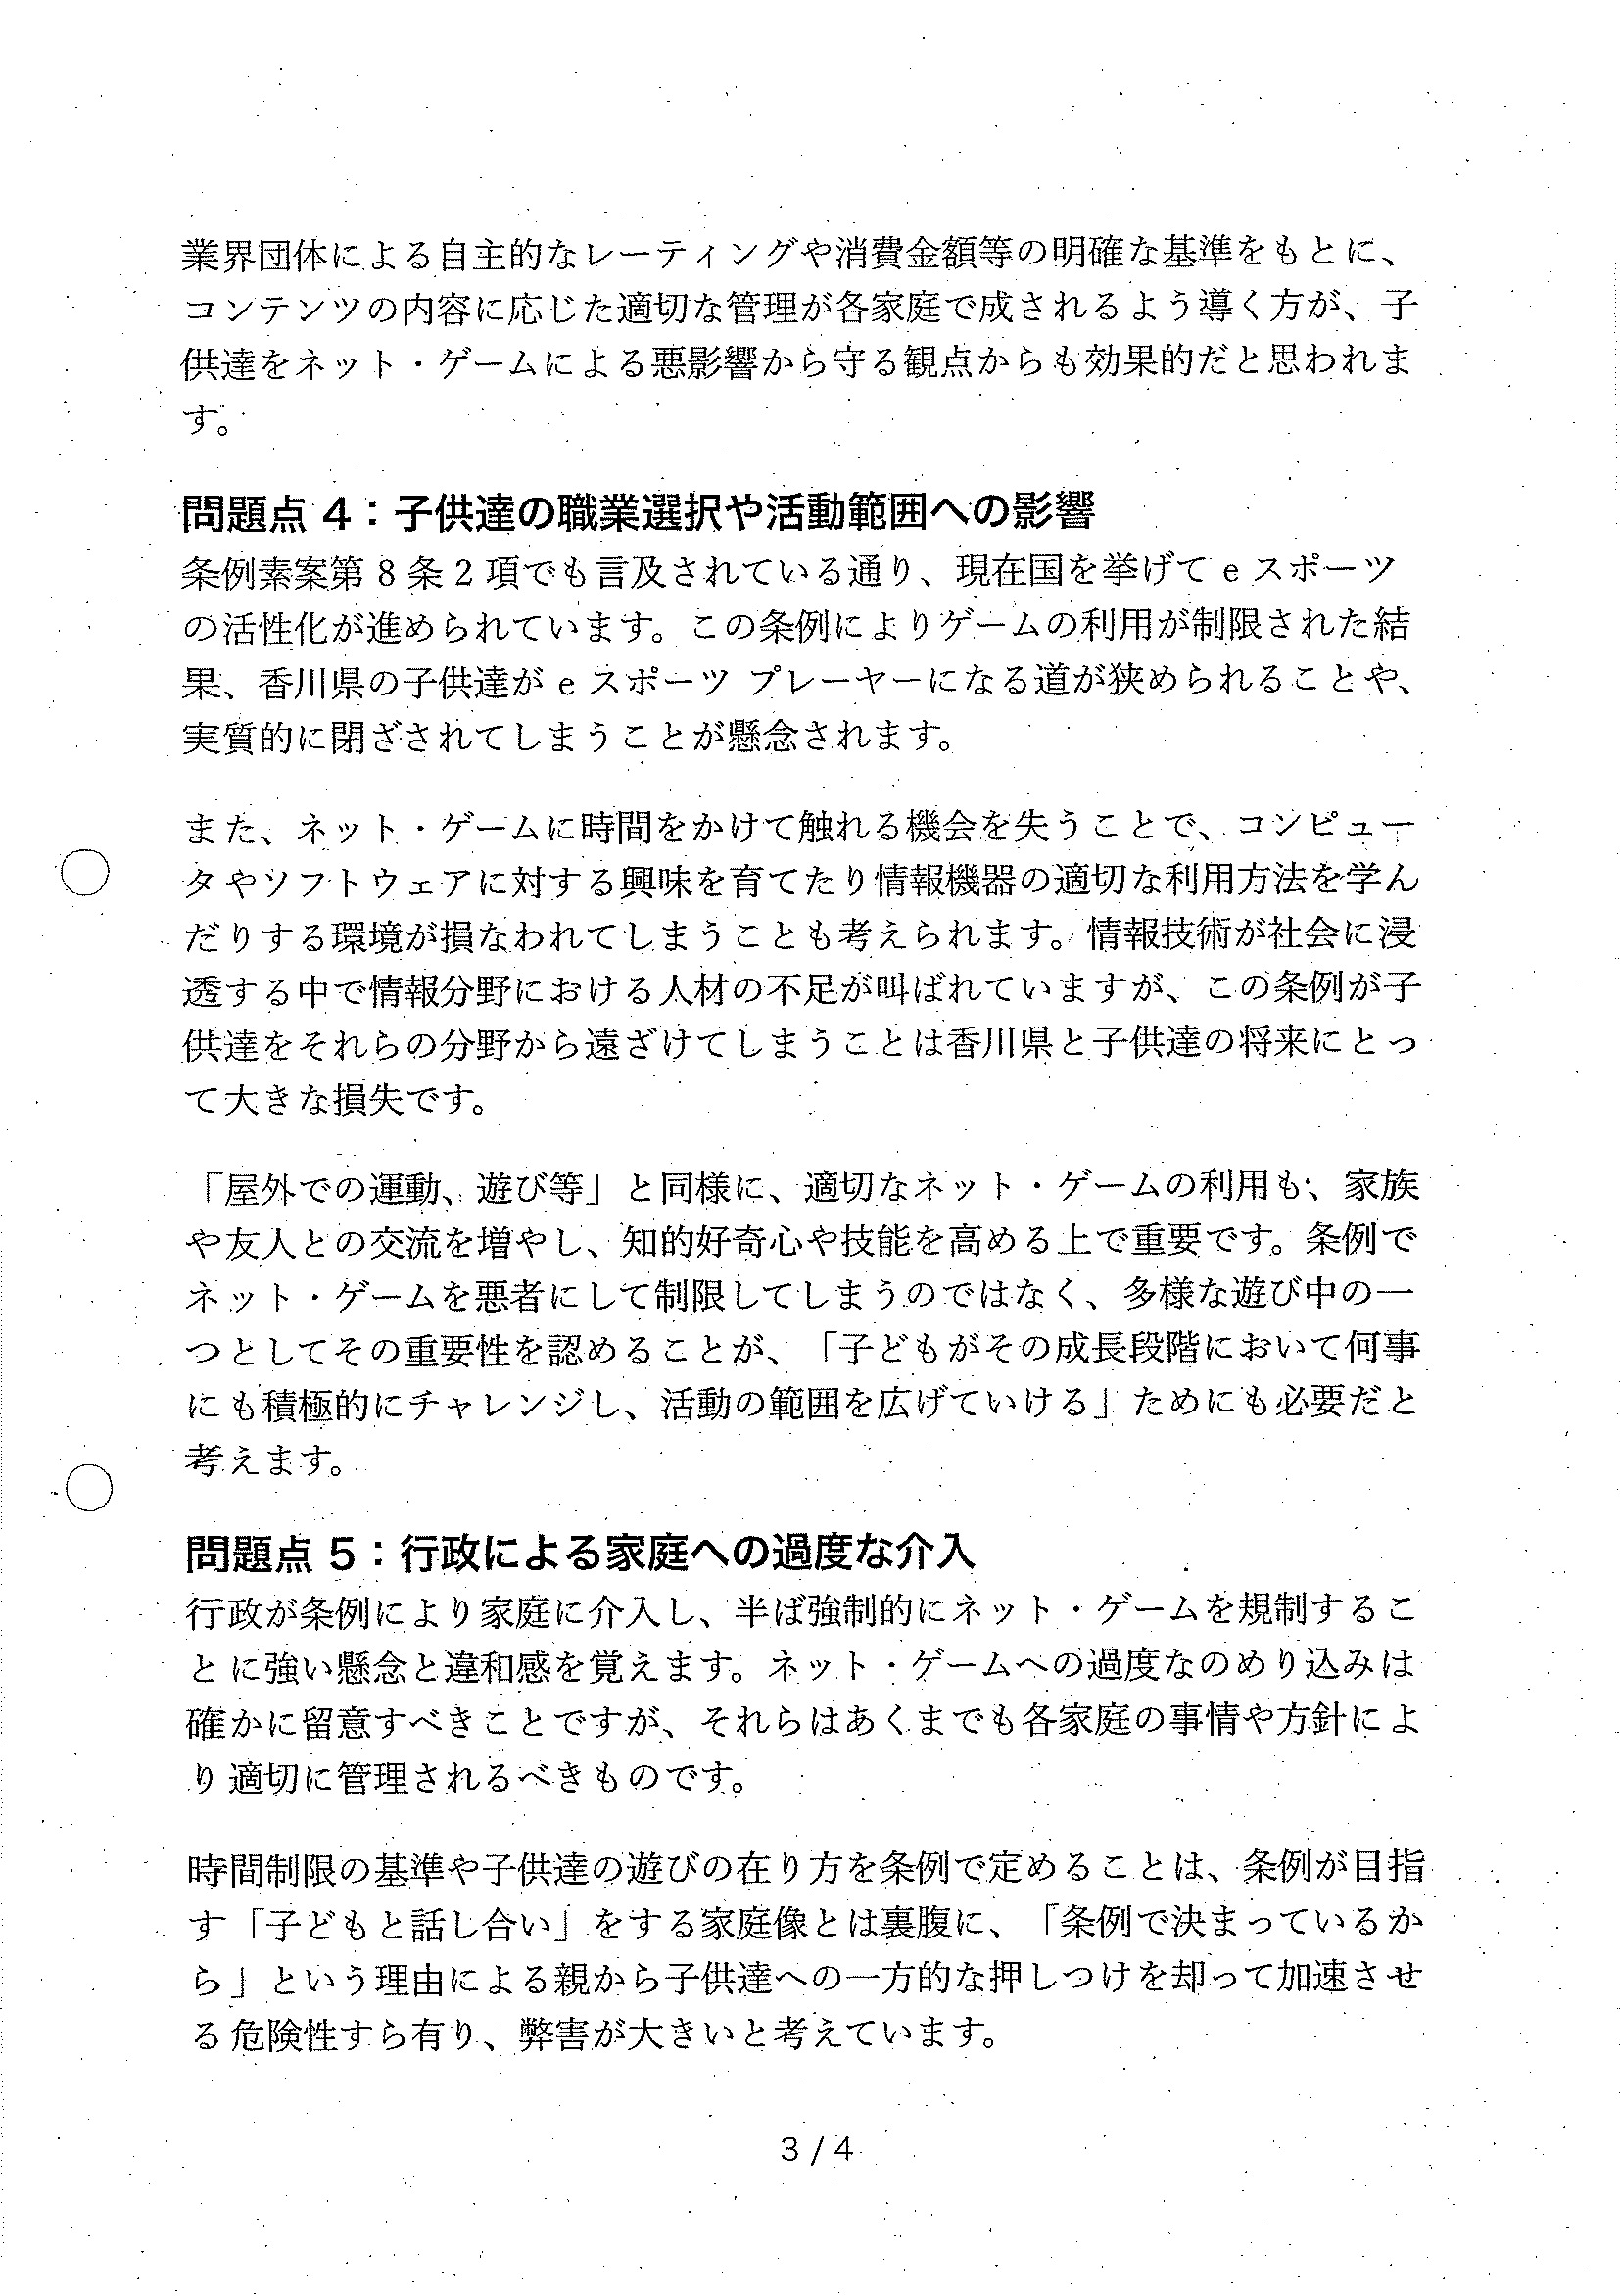 業界団体による自主的なレーティングや消費金額等の明確な基準をもとに、
コンテンツの内容に応じた適切な管理が各家庭で成されるよう導く方が、子
供達をネット・ゲームによる悪影響から守る観点からも効果的だと思われま
す。
問題点 4：子供達の職業選択や活動範囲への影響
条例素案第 8 条 2 項でも言及されている通り、現在国を挙げて e スポーツ
の活性化が進められています。この条例によりゲームの利用が制限された結
果、香川県の子供達が e スポーツ プレーヤーになる道が狭められることや、
実質的に閉ざされてしまうことが懸念されます。
また、ネット・ゲームに時間をかけて触れる機会を失うことで、コンピュー
タやソフトウェアに対する興味を育てたり情報機器の適切な利用方法を学ん
だりする環境が損なわれてしまうことも考えられます。情報技術が社会に浸
透する中で情報分野における人材の不足が叫ばれていますが、この条例が子
供達をそれらの分野から遠ざけてしまうことは香川県と子供達の将来にとっ
て大きな損失です。
「屋外での運動、遊び等」と同様に、適切なネット・ゲームの利用も、家族
や友人との交流を増やし、知的好奇心や技能を高める上で重要です。条例で
ネット・ゲームを悪者にして制限してしまうのではなく、多様な遊び中の一
つとしてその重要性を認めることが、「子どもがその成長段階において何事
にも積極的にチャレンジし、活動の範囲を広げていける」ためにも必要だと
考えます。
問題点 5：行政による家庭への過度な介入
行政が条例により家庭に介入し、半ば強制的にネット・ゲームを規制するこ
とに強い懸念と違和感を覚えます。ネット・ゲームへの過度なのめり込みは
確かに留意すべきことですが、それらはあくまでも各家庭の事情や方針によ
り適切に管理されるべきものです。
時間制限の基準や子供達の遊びの在り方を条例で定めることは、条例が目指
す「子どもと話し合い」をする家庭像とは裏腹に、「条例で決まっているか
ら」という理由による親から子供達への一方的な押しつけを却って加速させ
る危険性すら有り、弊害が大きいと考えています。
3 / 4